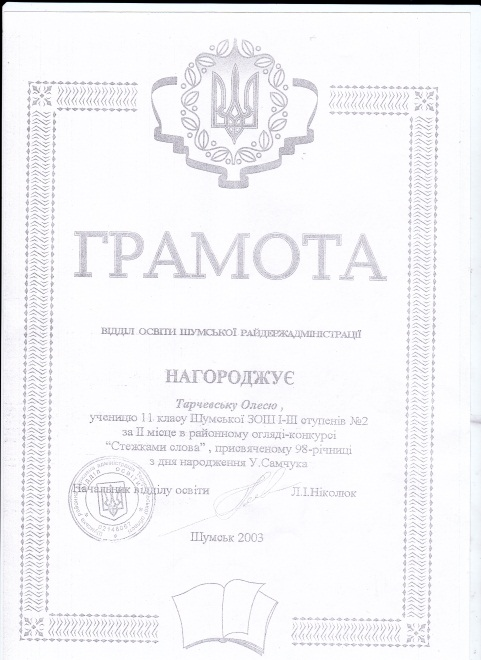 ГРАМОТА
ВІДДІЛ ОСВІТИ ШУМСЬКОЇ РАЙДЕРЖАДМІНІСТРАЦІЇ
НАГОРОДЖУЄ
Тарчевську Олесю ,
ученицю 11 класу Шумської ЗОШ І-ІІІ ступенів №2
за ІІ місце в районному огляді-конкурсі
“Стежками слова” , присвяченому 98-річниці
з дня народження У.Самчука
Начальник відділу освіти Л.І.Ніколюк
Шумськ 2003